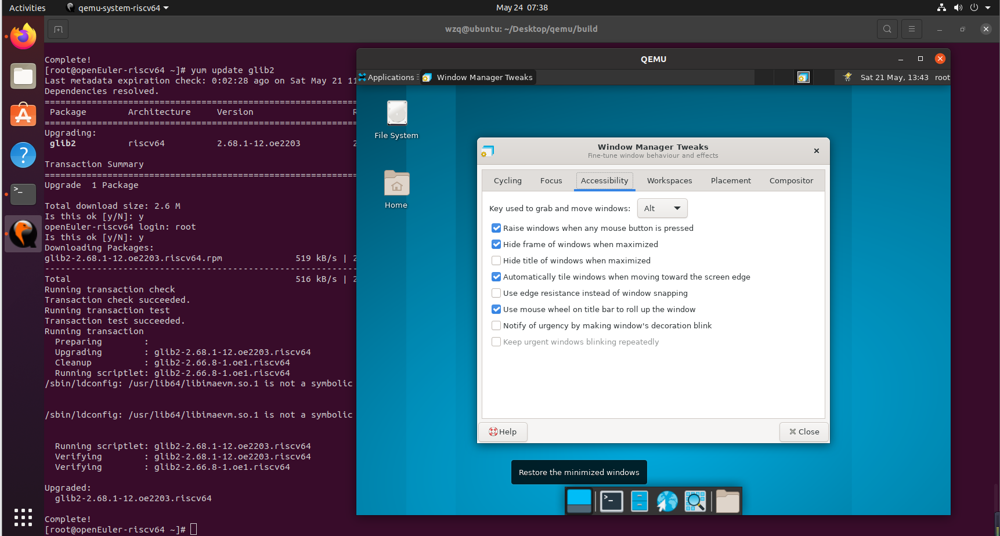 Activities
qemu-system-riscv64
May 24 07:38
wzq@ubuntu: ~/Desktop/qemu/build
Complete!
[root@openEuler-riscv64 ~]# yum update glib2
Last metadata expiration check: 0:02:28 ago on Sat May 21 11
Dependencies resolved.
================================================================
Package Architecture Version R
================================================================
Upgrading:
glib2 riscv64 2.68.1-12.oe2203 2
Transaction Summary
================================================================
Upgrade 1 Package
Total download size: 2.6 M
Is this ok [y/N]: y
openEuler-riscv64 login: root
Is this ok [y/N]: y
Downloading Packages:
glib2-2.68.1-12.oe2203.riscv64.rpm 519 kB/s | 2
----------------------------------------------------------------
Total 516 kB/s | 2
Running transaction check
Transaction check succeeded.
Running transaction test
Transaction test succeeded.
Running transaction
Preparing :
Upgrading : glib2-2.68.1-12.oe2203.riscv64
Cleanup : glib2-2.66.8-1.oe1.riscv64
Running scriptlet: glib2-2.66.8-1.oe1.riscv64
/sbin/ldconfig: /usr/lib64/libimaevm.so.1 is not a symbolic
/sbin/ldconfig: /usr/lib64/libimaevm.so.1 is not a symbolic
Running scriptlet: glib2-2.68.1-12.oe2203.riscv64
Verifying : glib2-2.68.1-12.oe2203.riscv64
Verifying : glib2-2.66.8-1.oe1.riscv64
Upgraded:
glib2-2.68.1-12.oe2203.riscv64
Complete!
[root@openEuler-riscv64 ~]#
QEMU
Applications
Window Manager Tweaks
Sat 21 May, 13:43 root
File System
Home
Window Manager Tweaks
Fine-tune window behaviour and effects
Cycling Focus Accessibility Workspaces Placement Compositor
Key used to grab and move windows: Alt
Raise windows when any mouse button is pressed
Hide frame of windows when maximized
Hide title of windows when maximized
Automatically tile windows when moving toward the screen edge
Use edge resistance instead of window snapping
Use mouse wheel on title bar to roll up the window
Notify of urgency by making window's decoration blink
Keep urgent windows blinking repeatedly
Help
Close
Restore the minimized windows